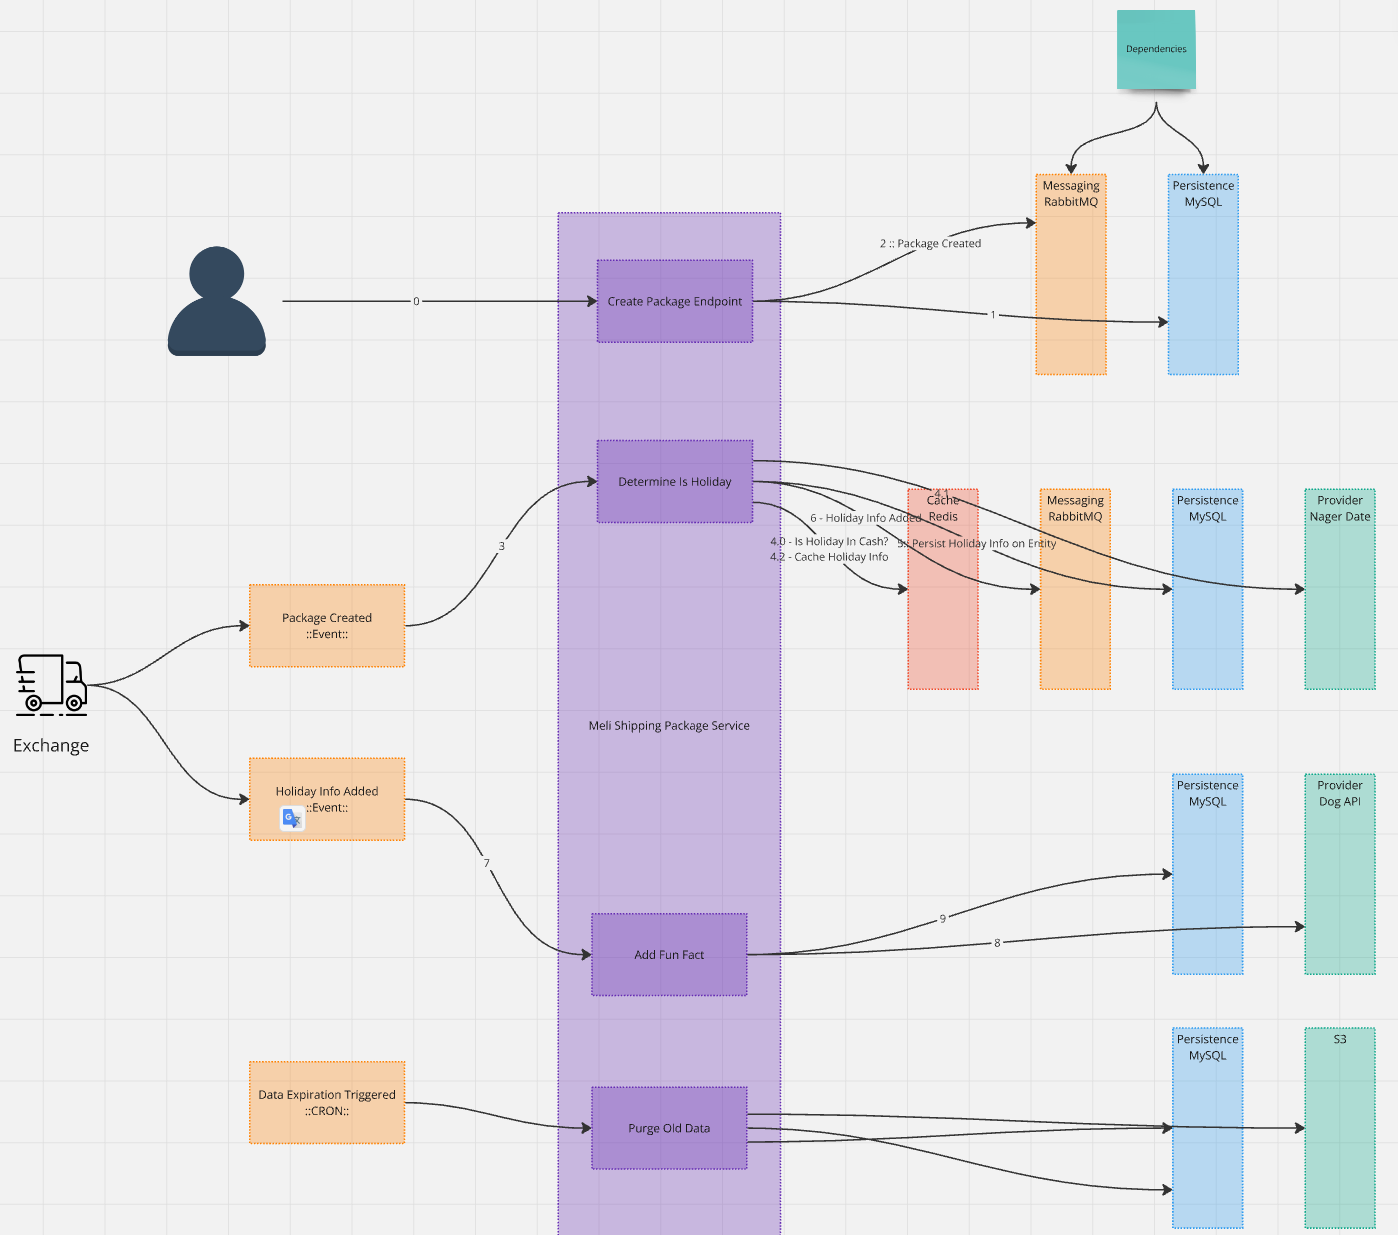 Dependencies
Messaging
RabbitMQ
Persistence
MySQL
2 :: Package Created
0
Create Package Endpoint
1
Determine Is Holiday
4.1
Cache
Redis
Messaging
RabbitMQ
Persistence
MySQL
Provider
Nager Date
6 - Holiday Info Added
4.0 - Is Holiday In Cash?
4.2 - Cache Holiday Info
5:: Persist Holiday Info on Entity
3
Package Created
::Event::
Exchange
Meli Shipping Package Service
Holiday Info Added
::Event::
G
Persistence
MySQL
Provider
Dog API
7
9
8
Add Fun Fact
Persistence
MySQL
S3
Data Expiration Triggered
::CRON::
Purge Old Data